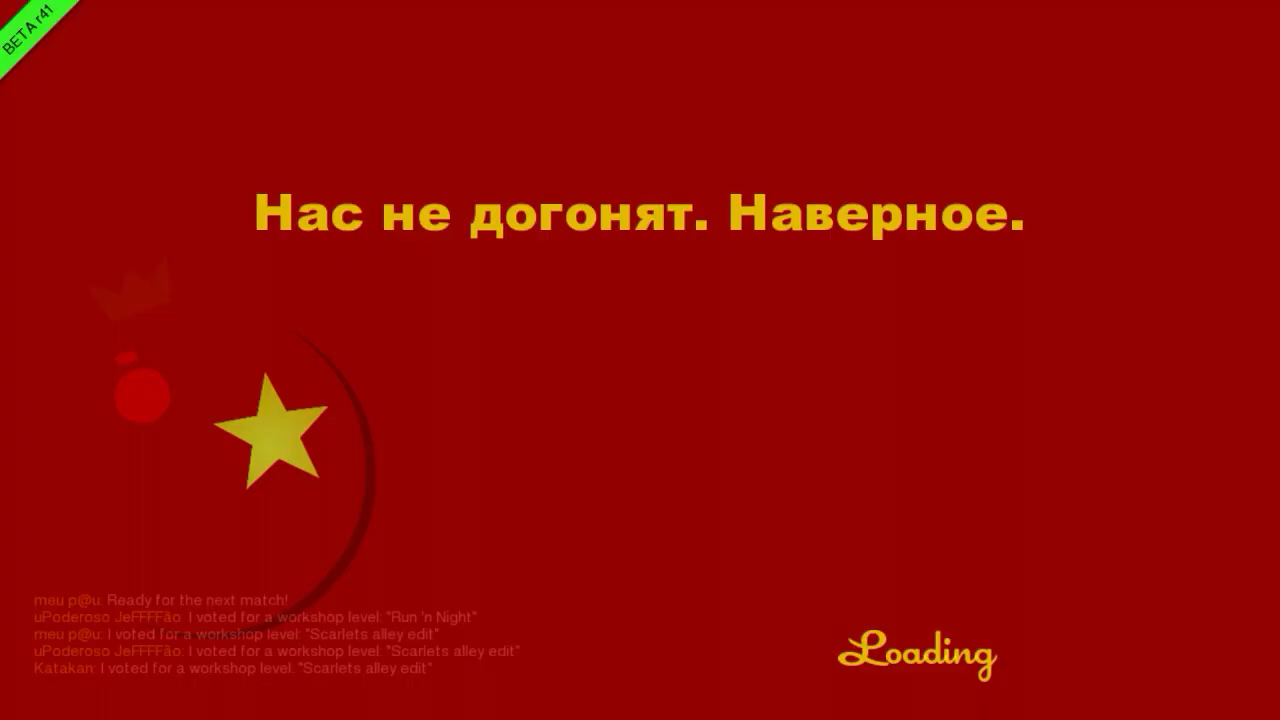 BETA r41
Нас не догонят. Наверное.
meu p@u: Ready for the next match!
uPoderoso JeFFFFão: I voted for a workshop level: "Run 'n Night"
meu p@u: I voted for a workshop level: "Scarlets alley edit"
uPoderoso JeFFFFão: I voted for a workshop level: "Scarlets alley edit"
Katakan: I voted for a workshop level: "Scarlets alley edit"
Loading